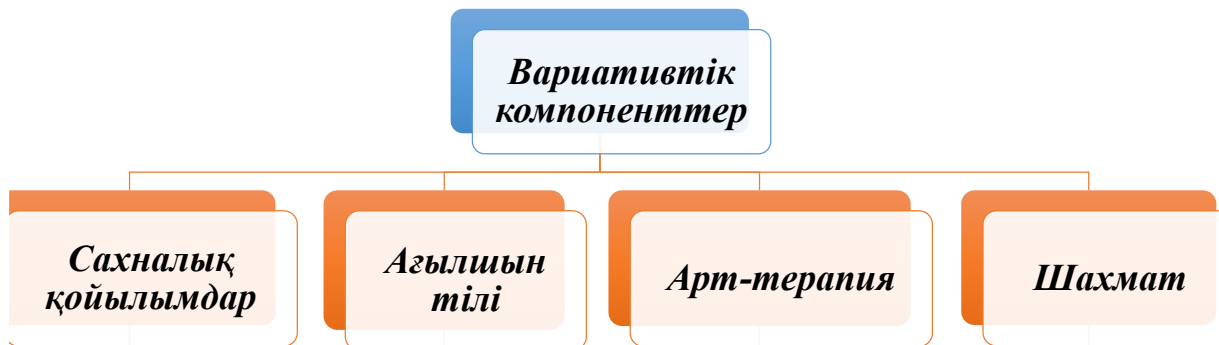 Вариативтік
компоненттер
Сахналық
қойылымдар
Ағылшын
тілі
Арт-терапия
Шахмат